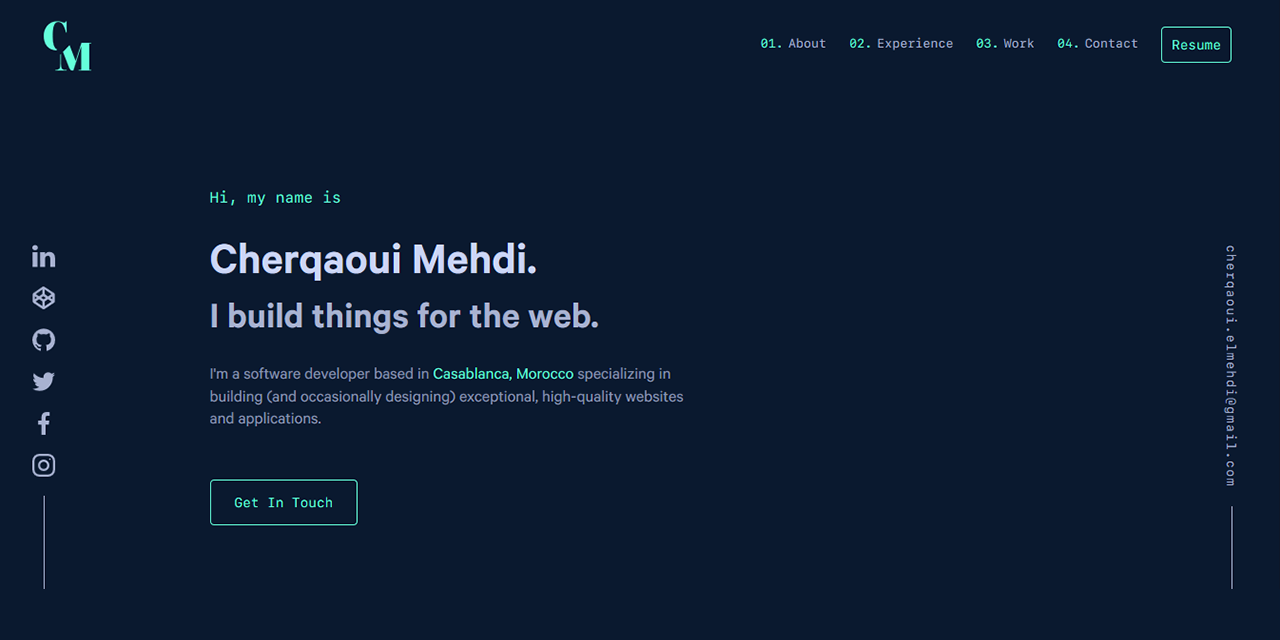 CM
01. About 02. Experience 03. Work 04. Contact Resume
Hi, my name is
Cherqaoui Mehdi.
I build things for the web.
I'm a software developer based in Casablanca, Morocco specializing in
building (and occasionally designing) exceptional, high-quality websites
and applications.
Get In Touch
cherqaoui.elmehdi@gmail.com